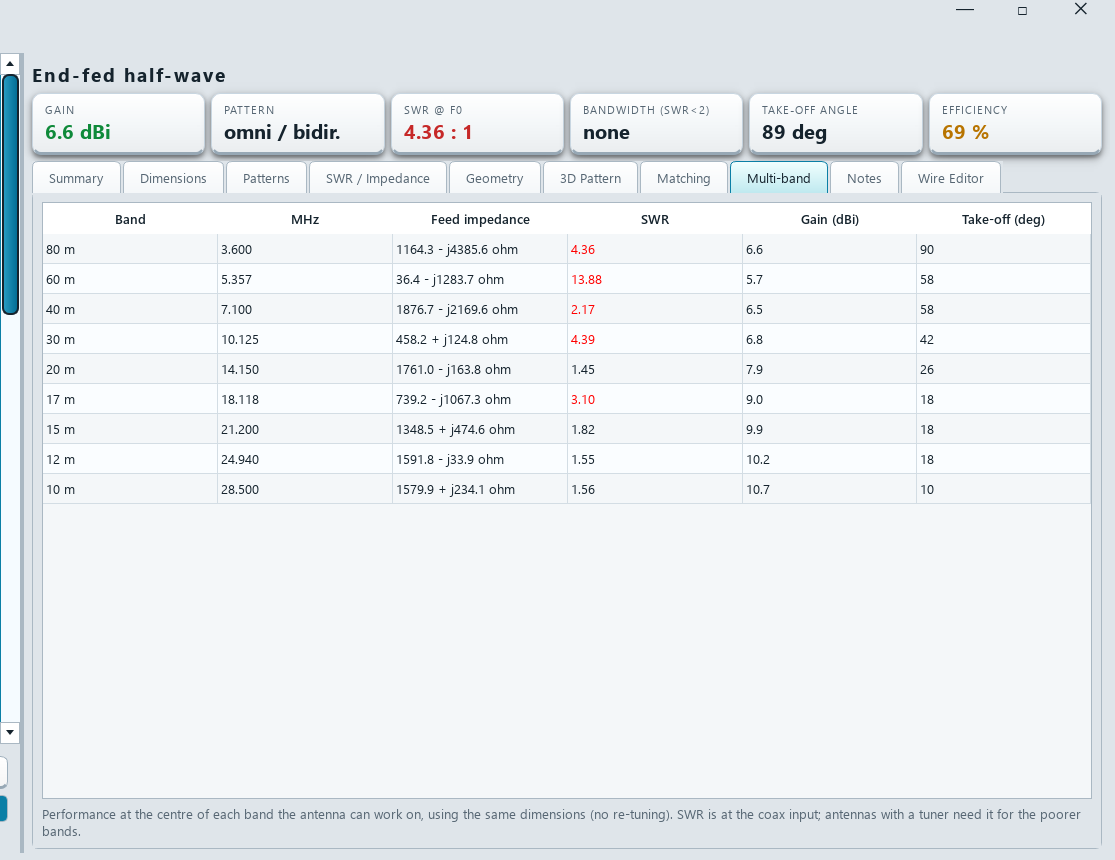 End-fed half-wave
GAIN PATTERN SWR @ F0 BANDWIDTH (SWR<2) TAKE-OFF ANGLE EFFICIENCY
6.6 dBi omni / bidir. 4.36 : 1 none 89 deg 69 %
Summary Dimensions Patterns SWR / Impedance Geometry 3D Pattern Matching Multi-band Notes Wire Editor
Band MHz Feed impedance SWR Gain (dBi) Take-off (deg)
80 m 3.600 1164.3 - j4385.6 ohm 4.36 6.6 90
60 m 5.357 36.4 - j1283.7 ohm 13.88 5.7 58
40 m 7.100 1876.7 - j2169.6 ohm 2.17 6.5 58
30 m 10.125 458.2 + j124.8 ohm 4.39 6.8 42
20 m 14.150 1761.0 - j163.8 ohm 1.45 7.9 26
17 m 18.118 739.2 - j1067.3 ohm 3.10 9.0 18
15 m 21.200 1348.5 + j474.6 ohm 1.82 9.9 18
12 m 24.940 1591.8 - j33.9 ohm 1.55 10.2 18
10 m 28.500 1579.9 + j234.1 ohm 1.56 10.7 10
Performance at the centre of each band the antenna can work on, using the same dimensions (no re-tuning). SWR is at the coax input; antennas with a tuner need it for the poorer
bands.